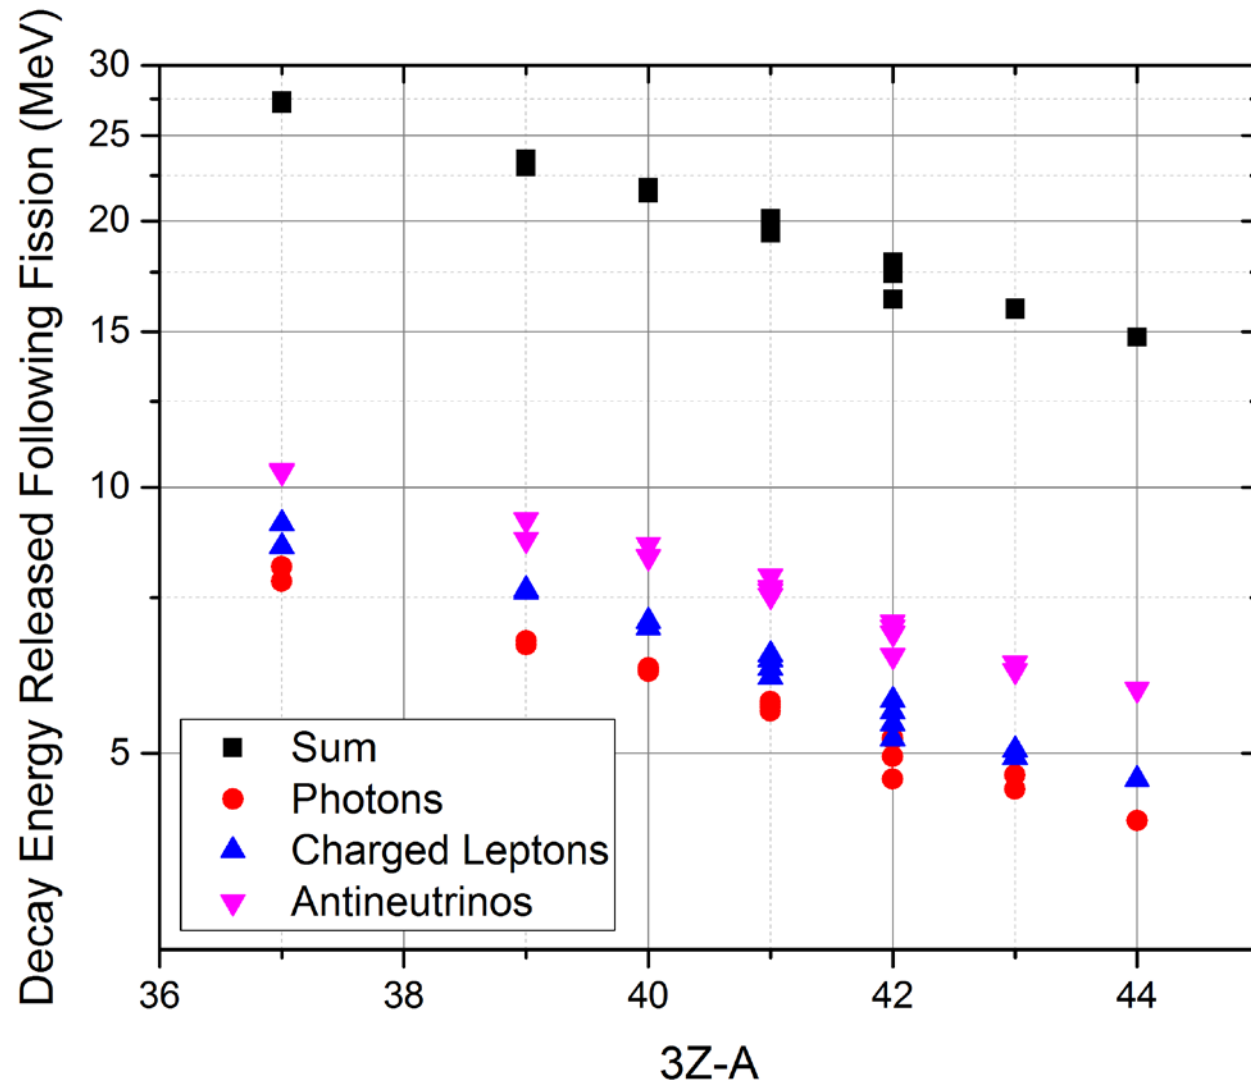 Decay Energy Released Following Fission (MeV)
30
25
20
15
10
5
Sum
Photons
Charged Leptons
Antineutrinos
36
38
40
42
44
3Z-A